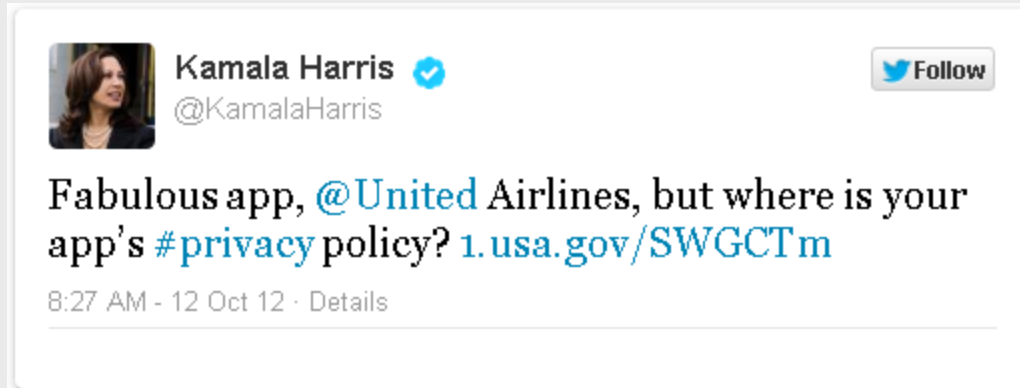 Kamala Harris
@KamalaHarris
Follow
Fabulous app, @United Airlines, but where is your
app's #privacy policy? 1.usa.gov/SWGCTm
8:27 AM - 12 Oct 12 · Details